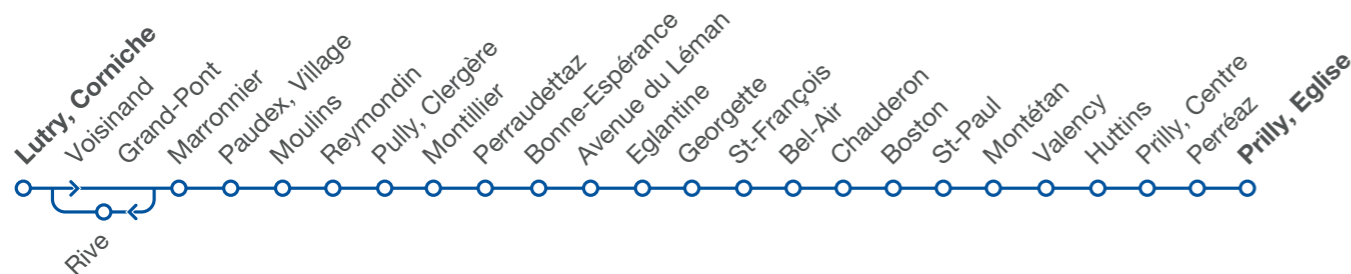 Lutry, Corniche
Voisinand
Grand-Pont
Marronnier
Paudex, Village
Moulins
Reymondin
Pully, Clergère
Montillier
Perraudettaz
Bonne-Espérance
Avenue du Léman
Eglantine
Georgette
St-François
Bel-Air
Chauderon
Boston
St-Paul
Montétan
Valency
Huttins
Prilly, Centre
Perréaz
Prilly, Eglise
Rive